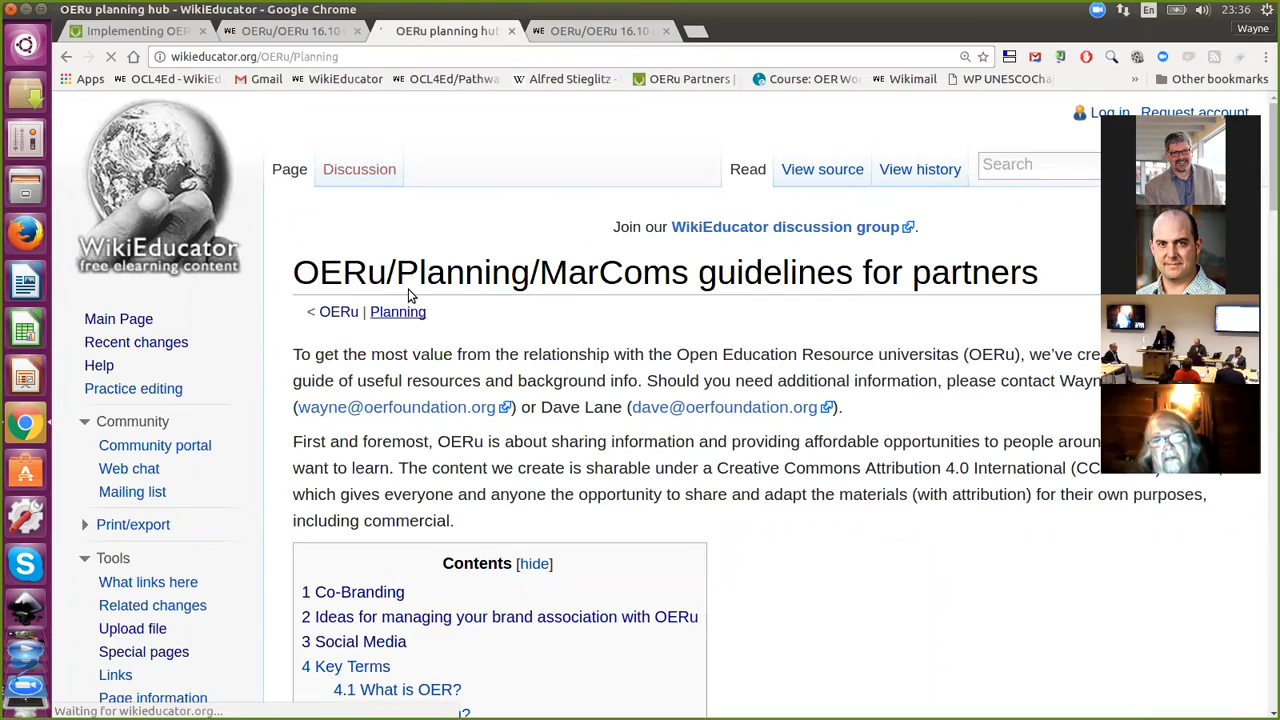 OERu planning hub - WikiEducator - Google Chrome
En
23:36
Implementing OER
WE OERu/OERu 16.10
OERu planning hub
WE OERu/OERu 16.10
Wayne
wikieducator.org/OERu/Planning
Apps
WE OCL4Ed - WikiEd
Gmail
WE WikiEducator
WE OCL4Ed/Pathwa
W Alfred Stieglitz -
OERu Partners |
Course: OER Wo
WE Wikimail
WP UNESCOCha
»
Other bookmarks
Log in Request account
Page
Discussion
Read
View source
View history
Search
WikiEducator
free elearning content
Join our WikiEducator discussion group.
OERu/Planning/MarComs guidelines for partners
< OERu | Planning
To get the most value from the relationship with the Open Education Resource universitas (OERu), we've cre
guide of useful resources and background info. Should you need additional information, please contact Wayn
(wayne@oerfoundation.org) or Dave Lane (dave@oerfoundation.org).
First and foremost, OERu is about sharing information and providing affordable opportunities to people aroun
want to learn. The content we create is sharable under a Creative Commons Attribution 4.0 International (CC
which gives everyone and anyone the opportunity to share and adapt the materials (with attribution) for their own purposes,
including commercial.
Contents [hide]
1 Co-Branding
2 Ideas for managing your brand association with OERu
3 Social Media
4 Key Terms
4.1 What is OER?
u?
Main Page
Recent changes
Help
Practice editing
Community
Community portal
Web chat
Mailing list
Print/export
Tools
What links here
Related changes
Upload file
Special pages
Links
Page information
Waiting for wikieducator.org...